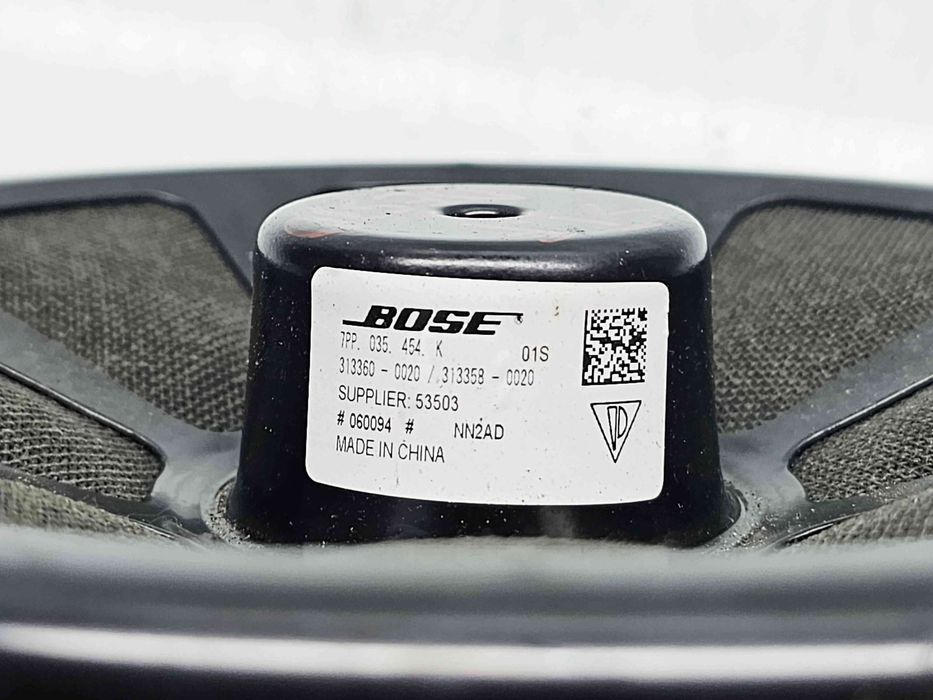 BOSE®
7PP. 035. 454. K 01S
313360 - 0020 / 313358 - 0020
SUPPLIER: 53503
# 060094 # NN2AD
MADE IN CHINA